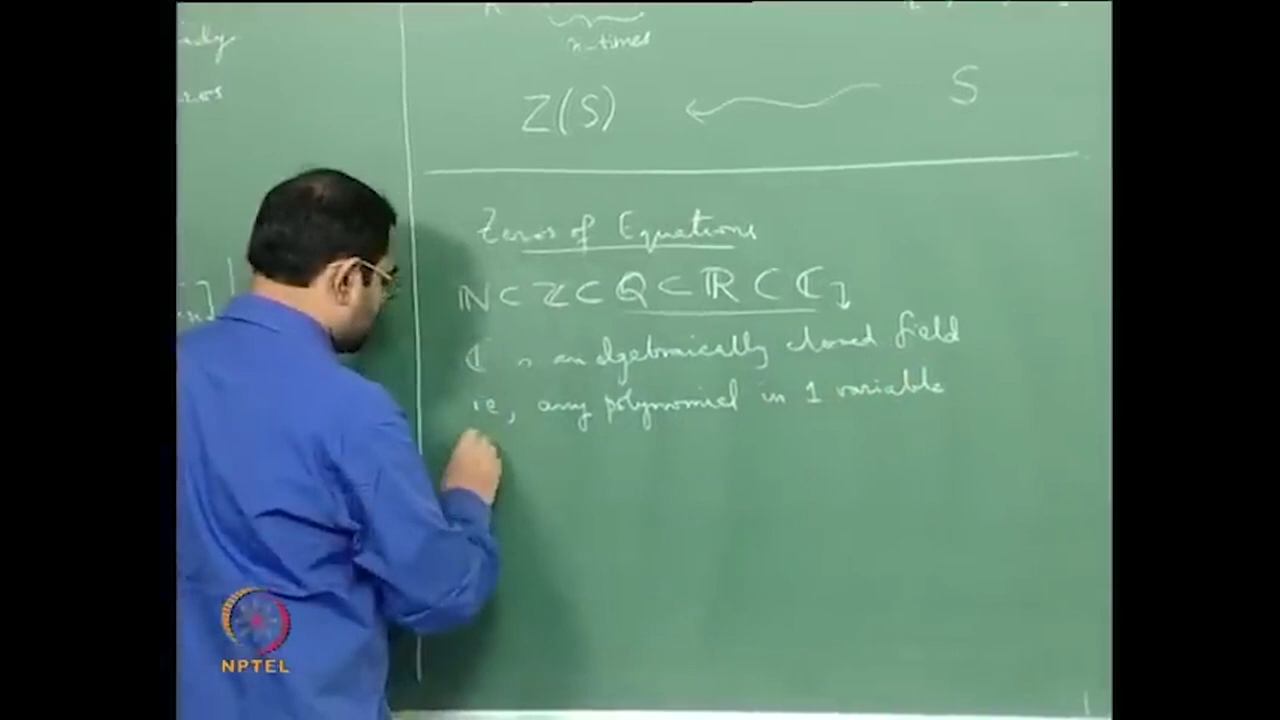 n-times
Z(S) S
Zeros of Equations
ℕ ⊂ ℤ ⊂ ℚ ⊂ ℝ ⊂ ℂ,
ℂ is an algebraically closed field
ie, any polynomial in 1 variable
NPTEL